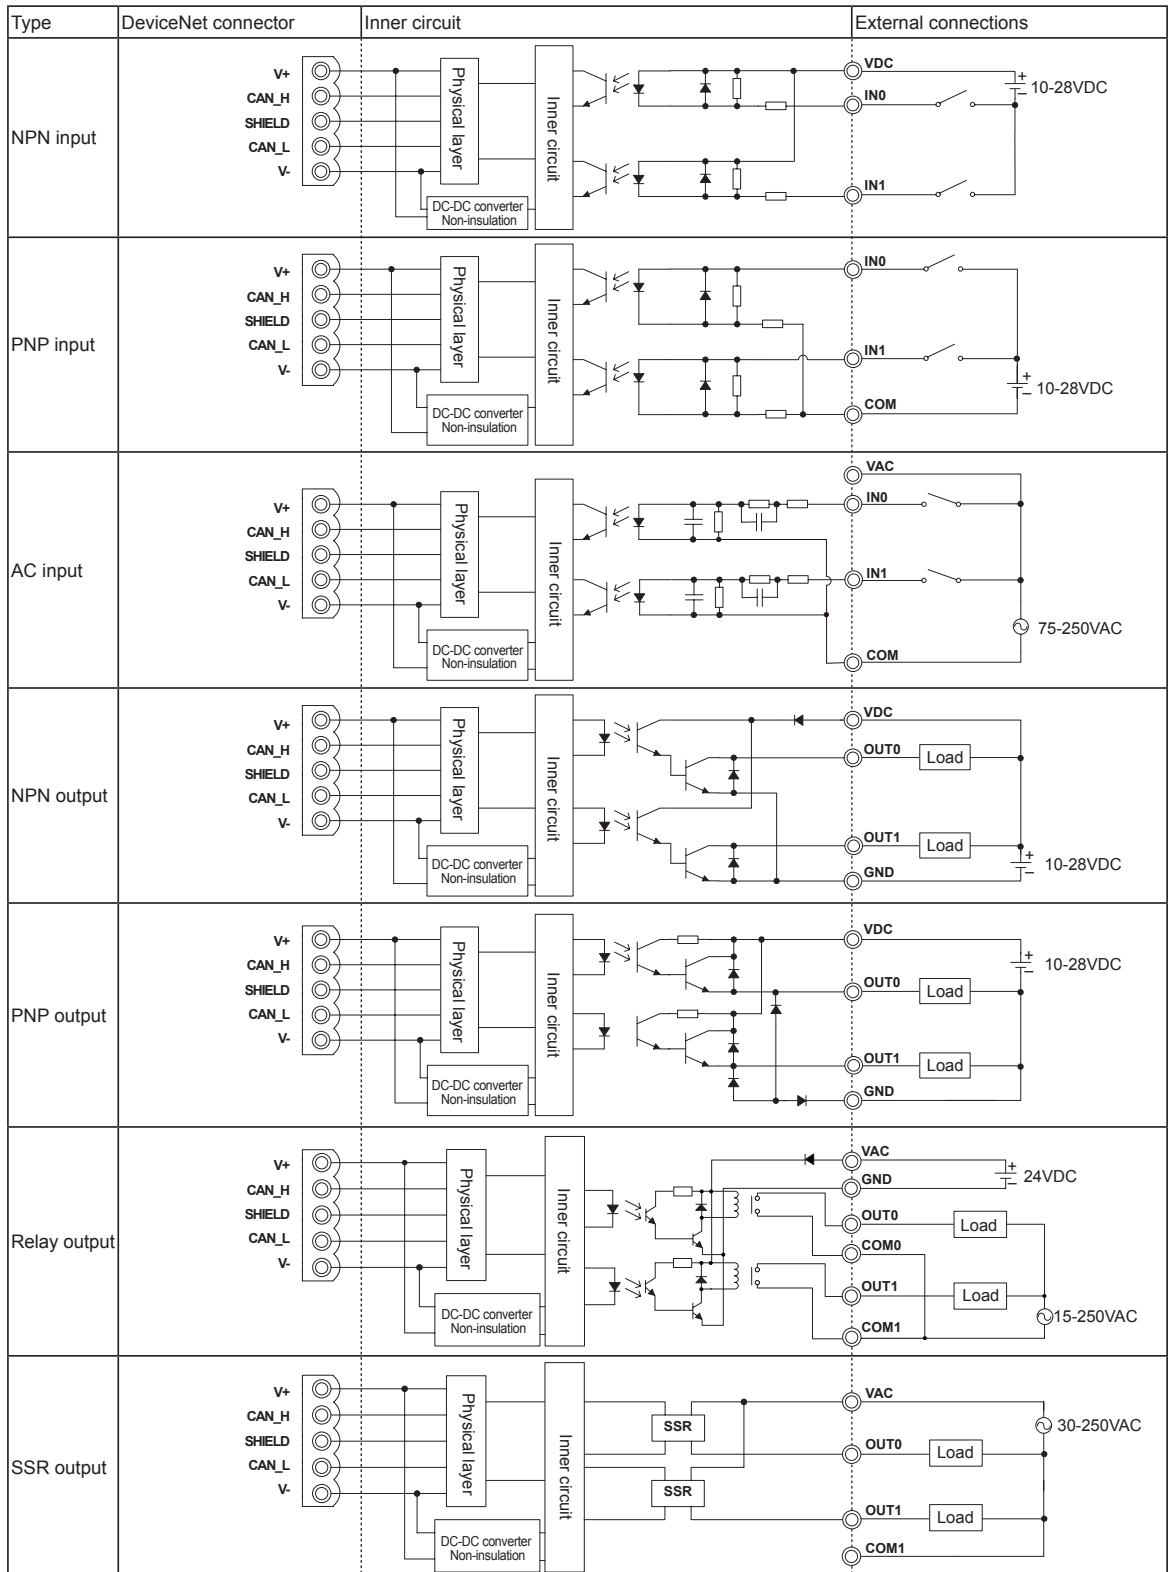 Type DeviceNet connector Inner circuit External connections
NPN input
V+
CAN_H
SHIELD
CAN_L
V-
Physical layer
DC-DC converter
Non-insulation
Inner circuit
VDC
IN0
IN1
+
−
10-28VDC
PNP input
V+
CAN_H
SHIELD
CAN_L
V-
Physical layer
DC-DC converter
Non-insulation
Inner circuit
IN0
IN1
COM
+
−
10-28VDC
AC input
V+
CAN_H
SHIELD
CAN_L
V-
Physical layer
DC-DC converter
Non-insulation
Inner circuit
VAC
IN0
IN1
COM
75-250VAC
NPN output
V+
CAN_H
SHIELD
CAN_L
V-
Physical layer
DC-DC converter
Non-insulation
Inner circuit
VDC
OUT0
Load
OUT1
Load
GND
+
−
10-28VDC
PNP output
V+
CAN_H
SHIELD
CAN_L
V-
Physical layer
DC-DC converter
Non-insulation
Inner circuit
VDC
+
−
10-28VDC
OUT0
Load
OUT1
Load
GND
Relay output
V+
CAN_H
SHIELD
CAN_L
V-
Physical layer
DC-DC converter
Non-insulation
Inner circuit
VAC
GND
+
−
24VDC
OUT0
Load
COM0
OUT1
Load
COM1
15-250VAC
SSR output
V+
CAN_H
SHIELD
CAN_L
V-
Physical layer
DC-DC converter
Non-insulation
Inner circuit
SSR
SSR
VAC
30-250VAC
OUT0
Load
OUT1
Load
COM1